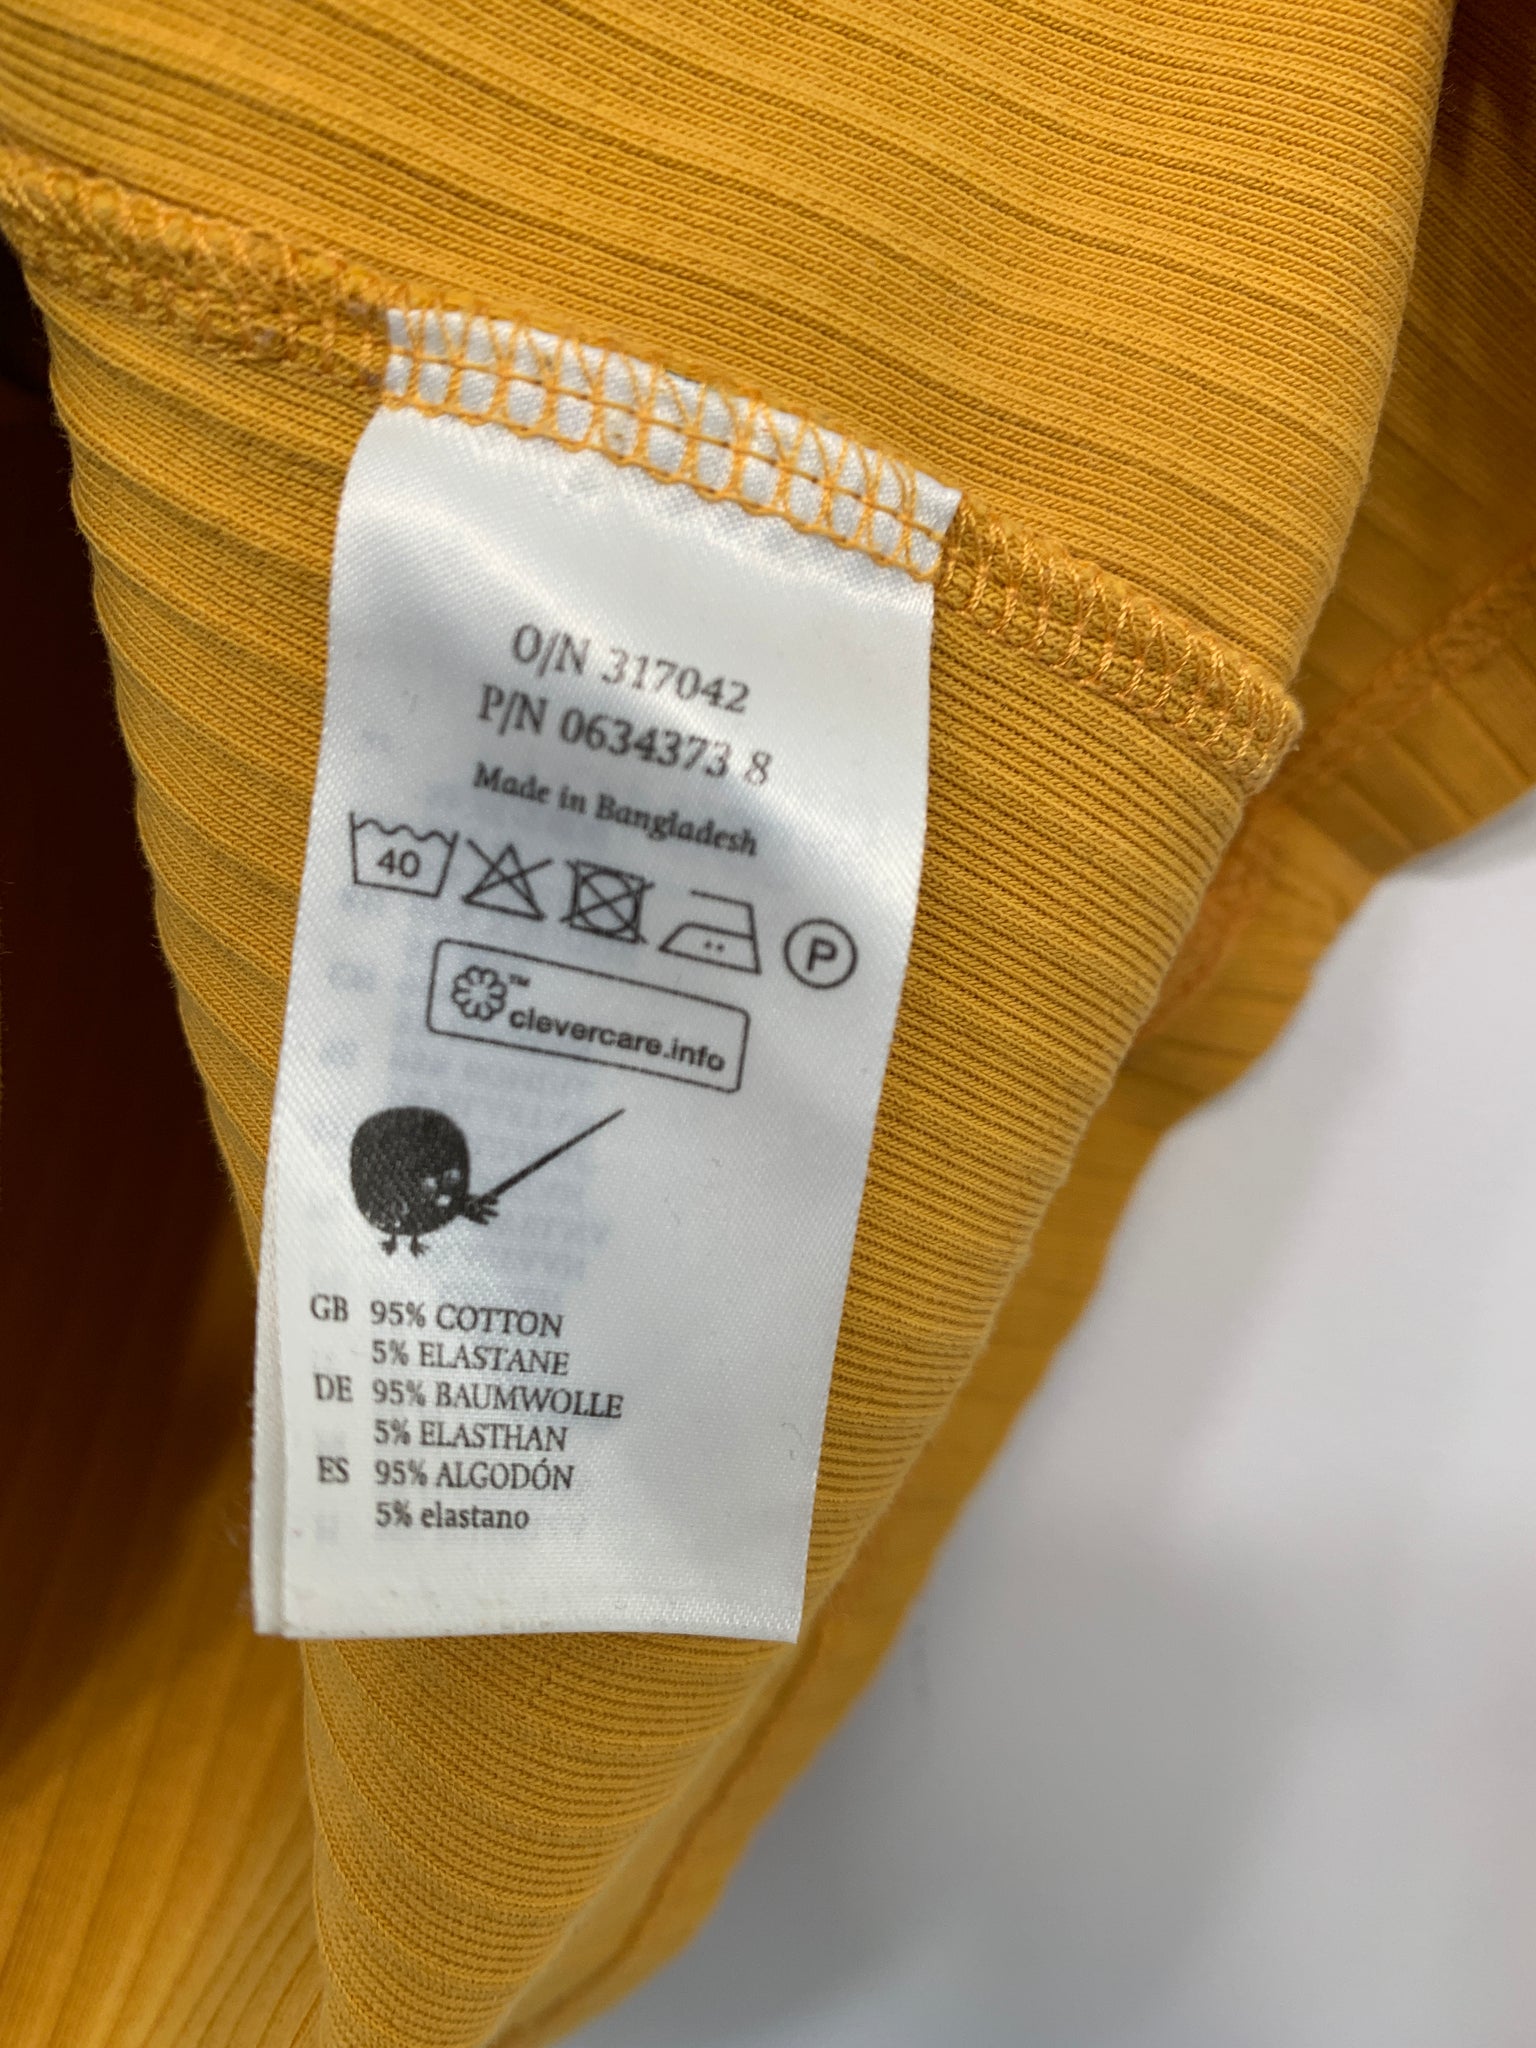 O/N 317042
P/N 0634373 8
Made in Bangladesh
40
P
™
clevercare.info
GB 95% COTTON
5% ELASTANE
DE 95% BAUMWOLLE
5% ELASTHAN
ES 95% ALGODÓN
5% elastano